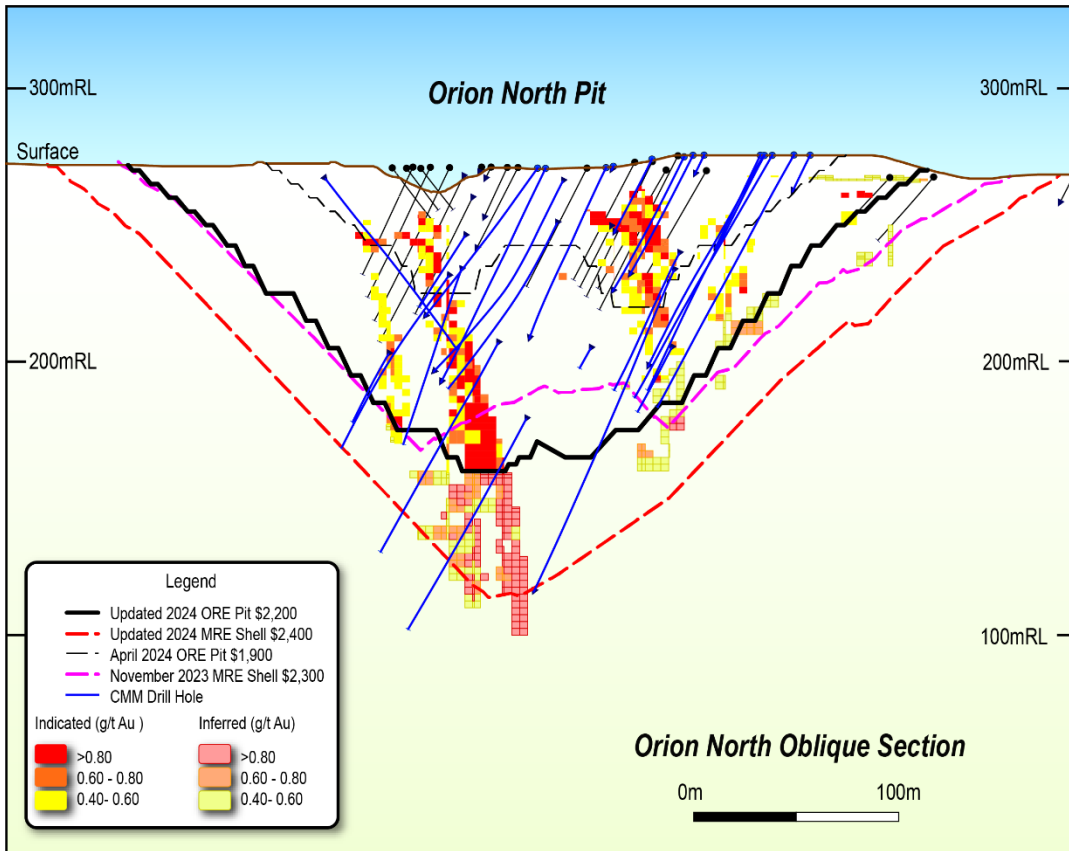 Orion North Pit
300mRL
300mRL
Surface
200mRL
200mRL
100mRL
Legend
Updated 2024 ORE Pit $2,200
Updated 2024 MRE Shell $2,400
April 2024 ORE Pit $1,900
November 2023 MRE Shell $2,300
CMM Drill Hole
Indicated (g/t Au )
Inferred (g/t Au)
>0.80
>0.80
0.60 - 0.80
0.60 - 0.80
0.40- 0.60
0.40- 0.60
Orion North Oblique Section
0m
100m